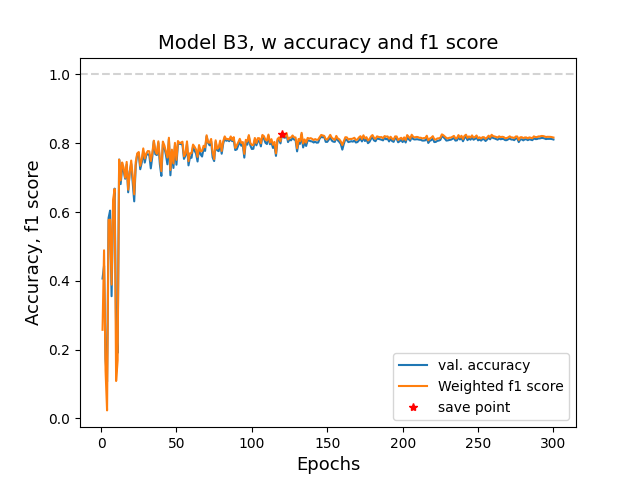 Model B3, w accuracy and f1 score
Accuracy, f1 score
1.0
0.8
0.6
0.4
0.2
0.0
val. accuracy
Weighted f1 score
save point
0 50 100 150 200 250 300
Epochs